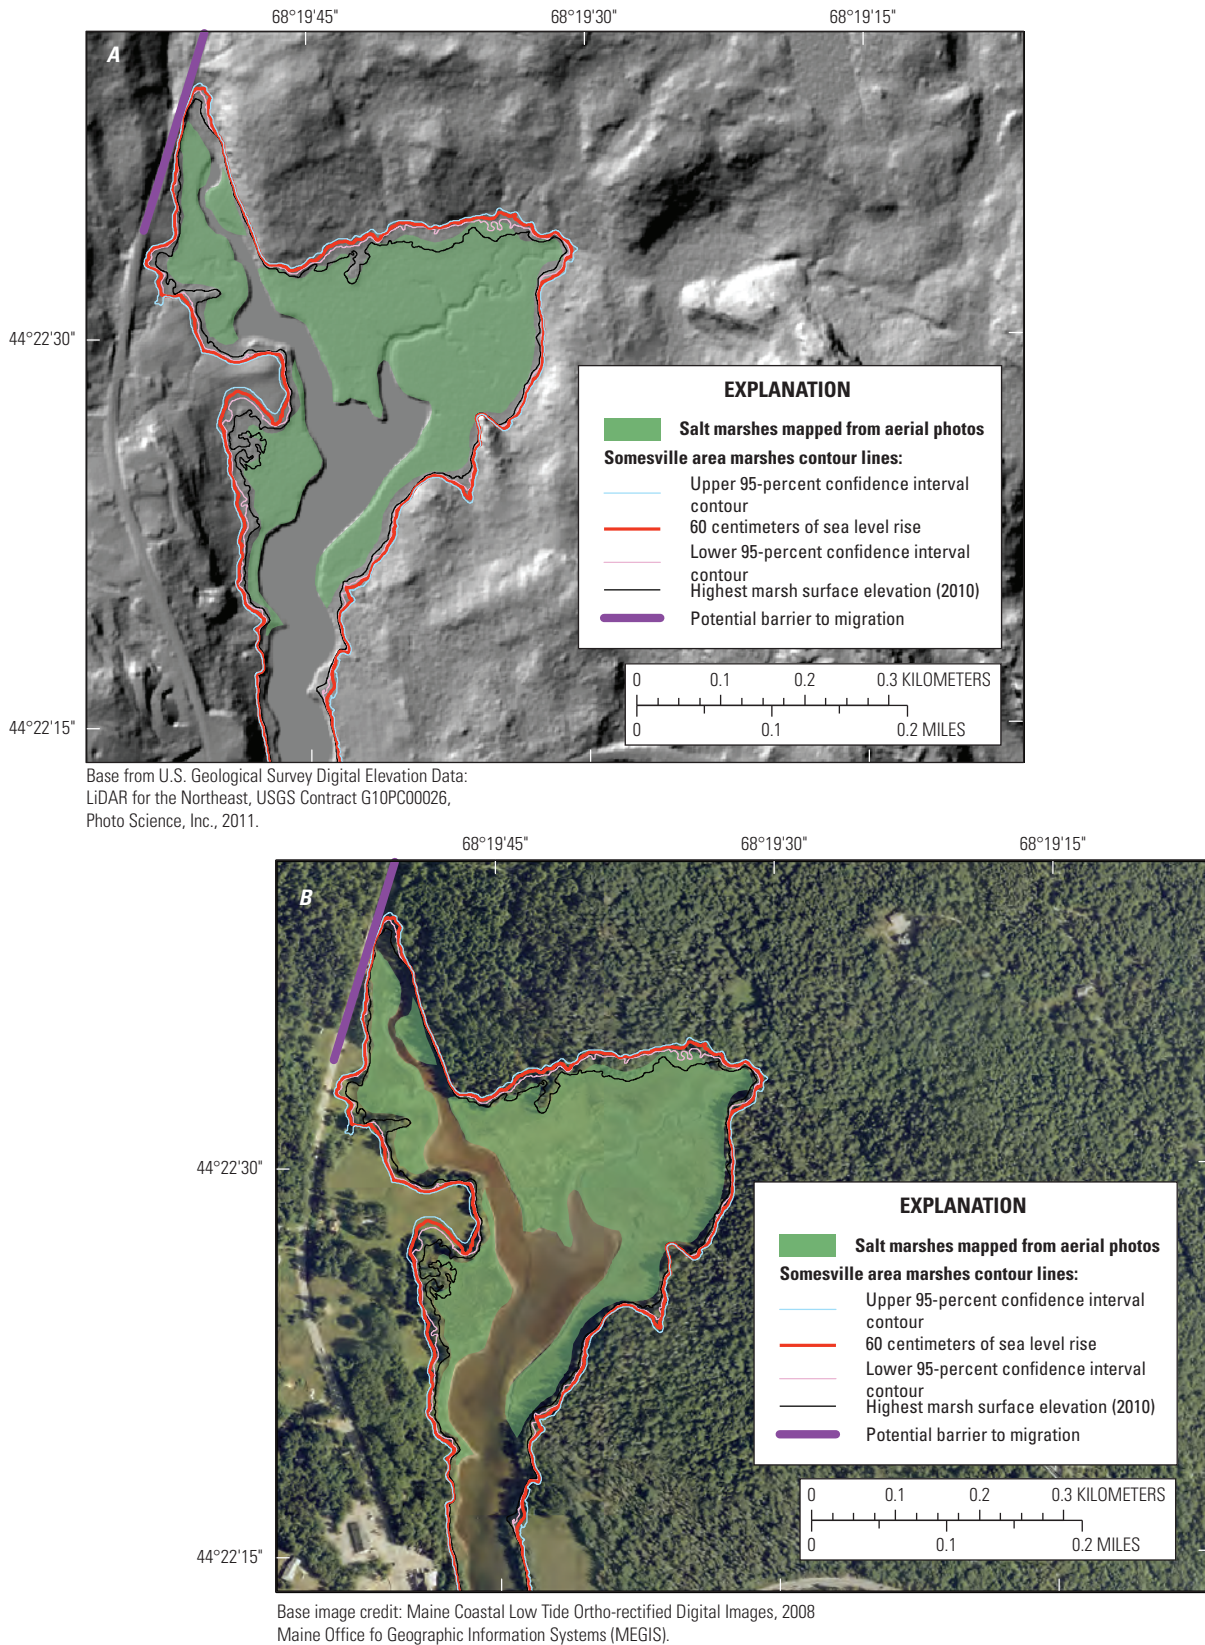 68°19'45"
68°19'30"
68°19'15"
A
44°22'30"
EXPLANATION
Salt marshes mapped from aerial photos
Somesville area marshes contour lines:
Upper 95-percent confidence interval
contour
60 centimeters of sea level rise
Lower 95-percent confidence interval
contour
Highest marsh surface elevation (2010)
Potential barrier to migration
0 0.1 0.2 0.3 KILOMETERS
0 0.1 0.2 MILES
44°22'15"
Base from U.S. Geological Survey Digital Elevation Data:
LiDAR for the Northeast, USGS Contract G10PC00026,
Photo Science, Inc., 2011.
68°19'45"
68°19'30"
68°19'15"
B
44°22'30"
EXPLANATION
Salt marshes mapped from aerial photos
Somesville area marshes contour lines:
Upper 95-percent confidence interval
contour
60 centimeters of sea level rise
Lower 95-percent confidence interval
contour
Highest marsh surface elevation (2010)
Potential barrier to migration
0 0.1 0.2 0.3 KILOMETERS
0 0.1 0.2 MILES
44°22'15"
Base image credit: Maine Coastal Low Tide Ortho-rectified Digital Images, 2008
Maine Office fo Geographic Information Systems (MEGIS).